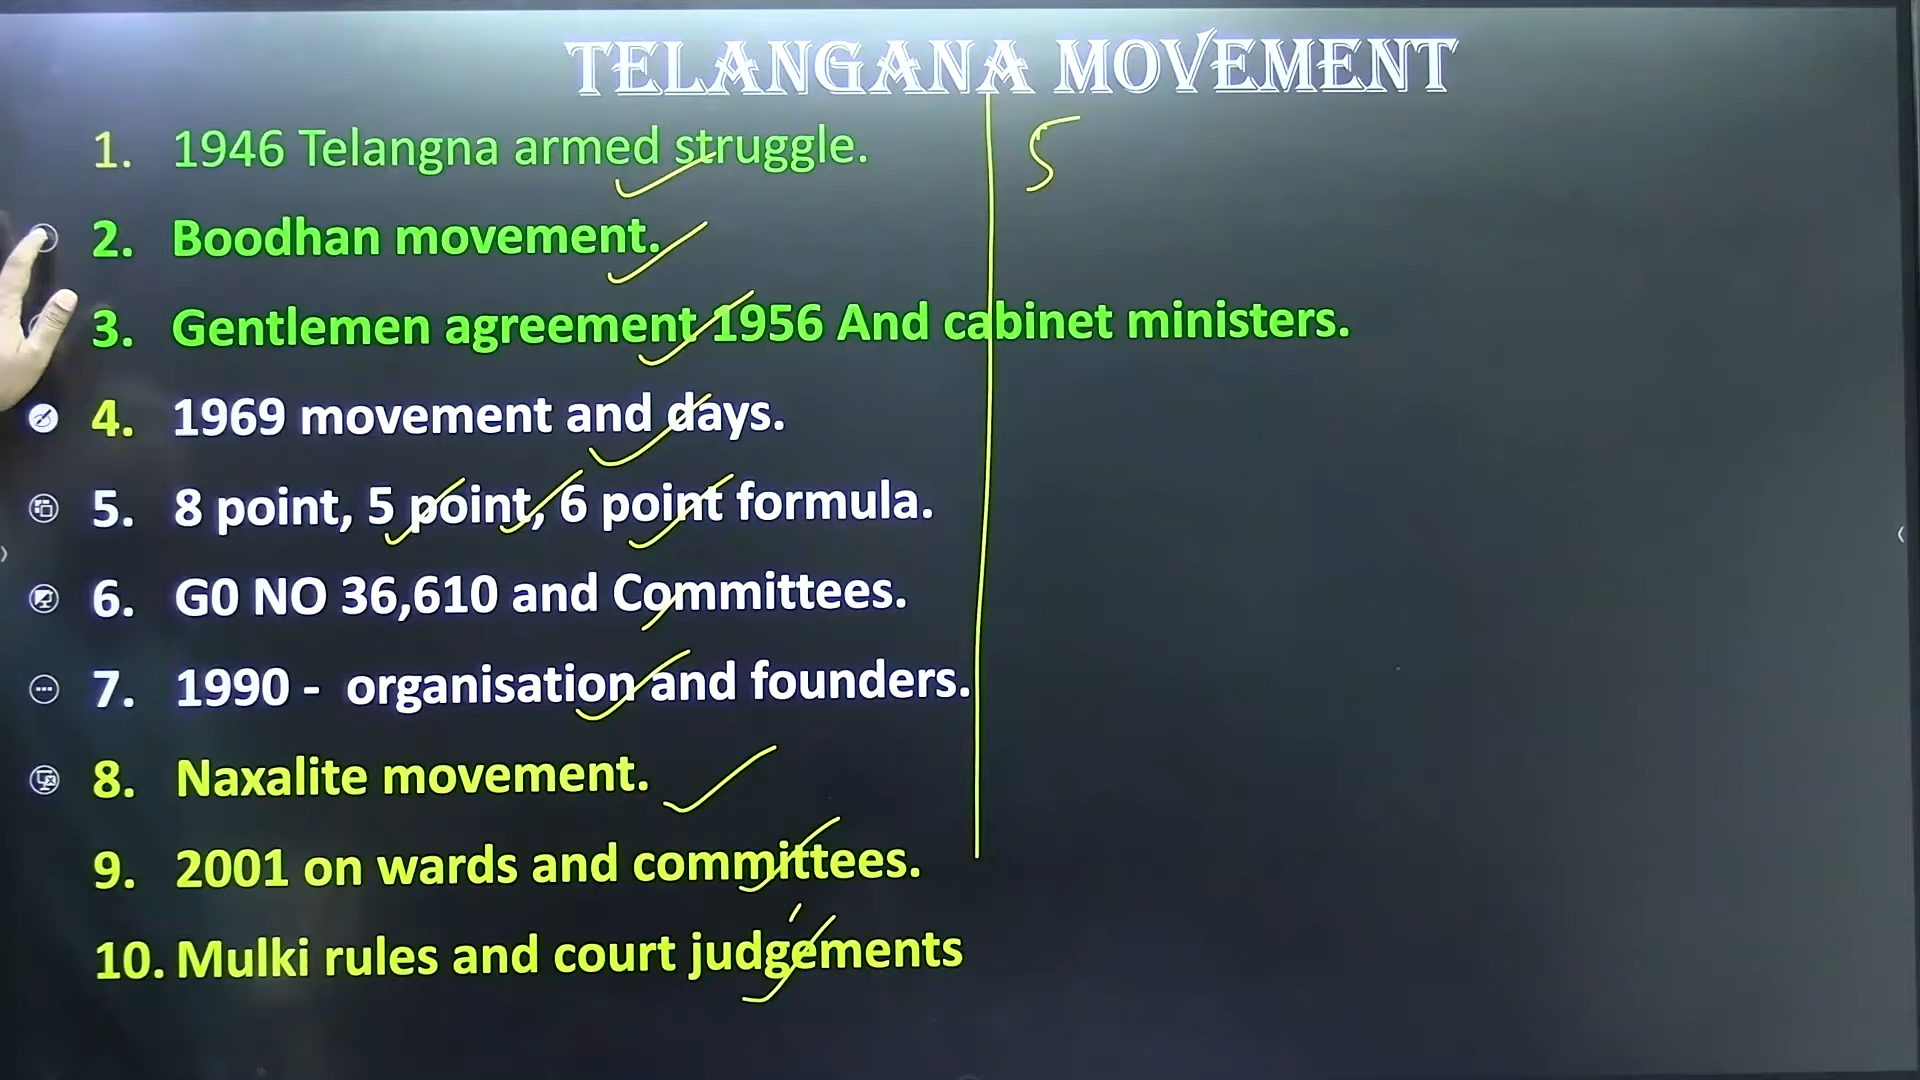 TELANGANA MOVEMENT
1. 1946 Telangna armed struggle.
5
2. Boodhan movement.
3. Gentlemen agreement 1956 And cabinet ministers.
4. 1969 movement and days.
5. 8 point, 5 point, 6 point formula.
6. G0 NO 36,610 and Committees.
7. 1990 - organisation and founders.
8. Naxalite movement.
9. 2001 on wards and committees.
10. Mulki rules and court judgements